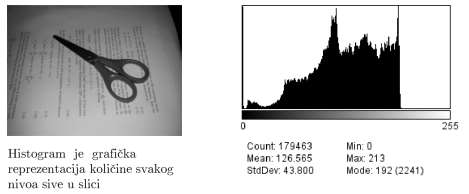 Histogram je grafička
reprezentacija količine svakog
nivoa sive u slici
0 255
Count: 179463 Min: 0
Mean: 126.565 Max: 213
StdDev: 43.800 Mode: 192 (2241)